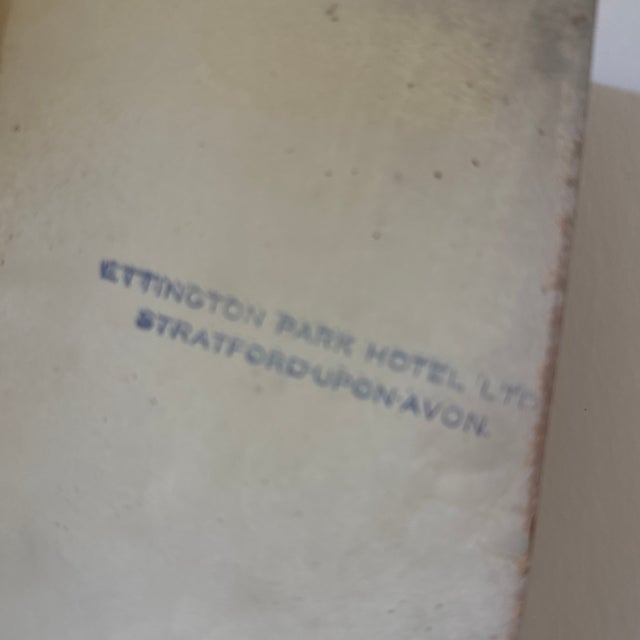 ETTINGTON PARK HOTEL LTD
STRATFORD-UPON-AVON.